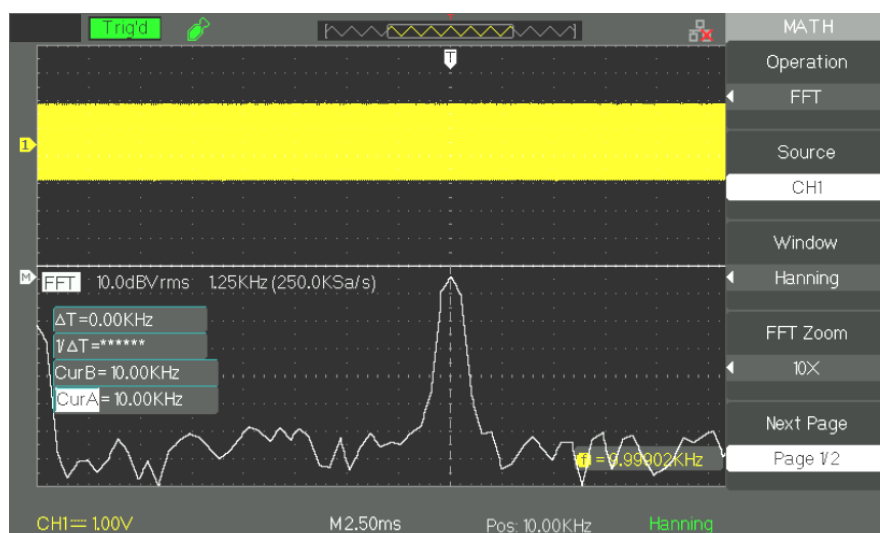 Trig'd
MATH
T
Operation
FFT
1
Source
CH1
Window
Hanning
M
FFT 10.0dBVrms 1.25KHz (250.0KSa/s)
ΔT=0.00KHz
1/ΔT=******
CurB= 10.00KHz
CurA= 10.00KHz
FFT Zoom
10X
Next Page
Page 1/2
f = 9.99902KHz
CH1 1.00V
M 2.50ms
Pos: 10.00KHz
Hanning